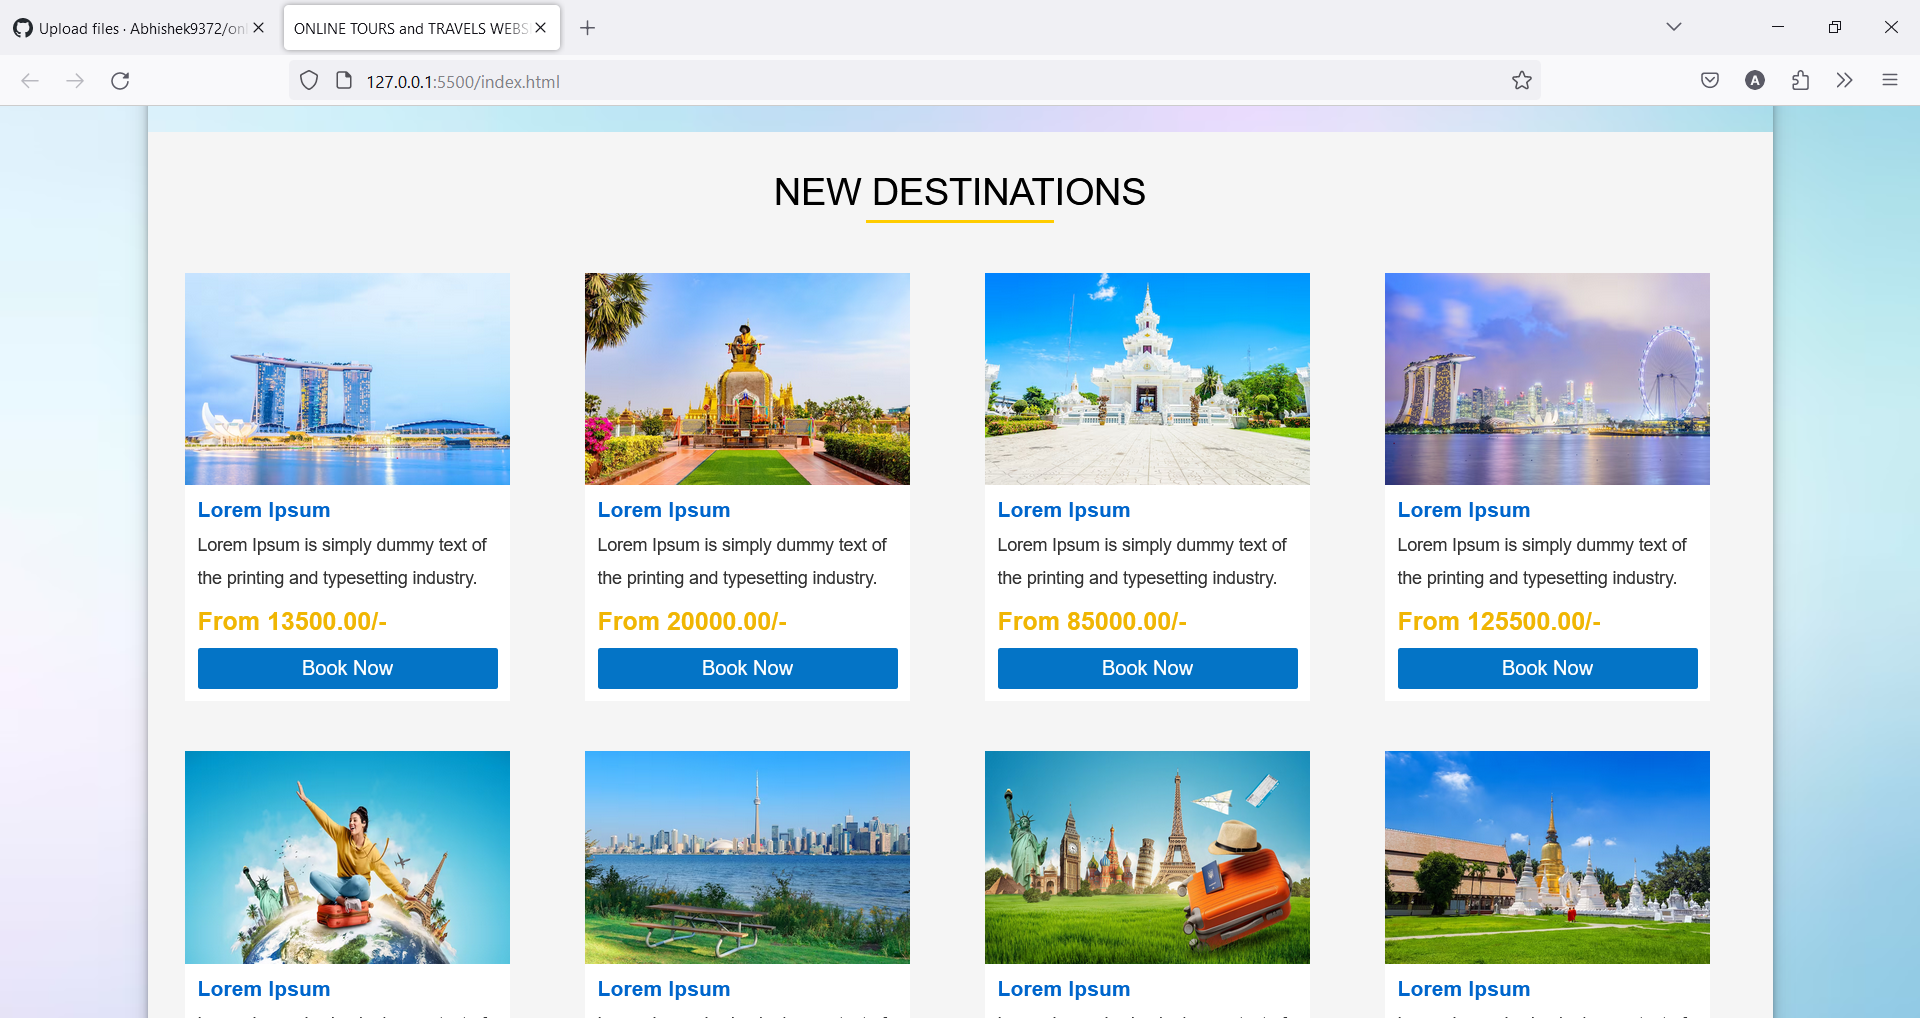 Upload files · Abhishek9372/onl
ONLINE TOURS and TRAVELS WEBS
127.0.0.1:5500/index.html
A
NEW DESTINATIONS
Lorem Ipsum
Lorem Ipsum is simply dummy text of
the printing and typesetting industry.
From 13500.00/-
Book Now
Lorem Ipsum
Lorem Ipsum is simply dummy text of
the printing and typesetting industry.
From 20000.00/-
Book Now
Lorem Ipsum
Lorem Ipsum is simply dummy text of
the printing and typesetting industry.
From 85000.00/-
Book Now
Lorem Ipsum
Lorem Ipsum is simply dummy text of
the printing and typesetting industry.
From 125500.00/-
Book Now
Lorem Ipsum
Lorem Ipsum
Lorem Ipsum
Lorem Ipsum